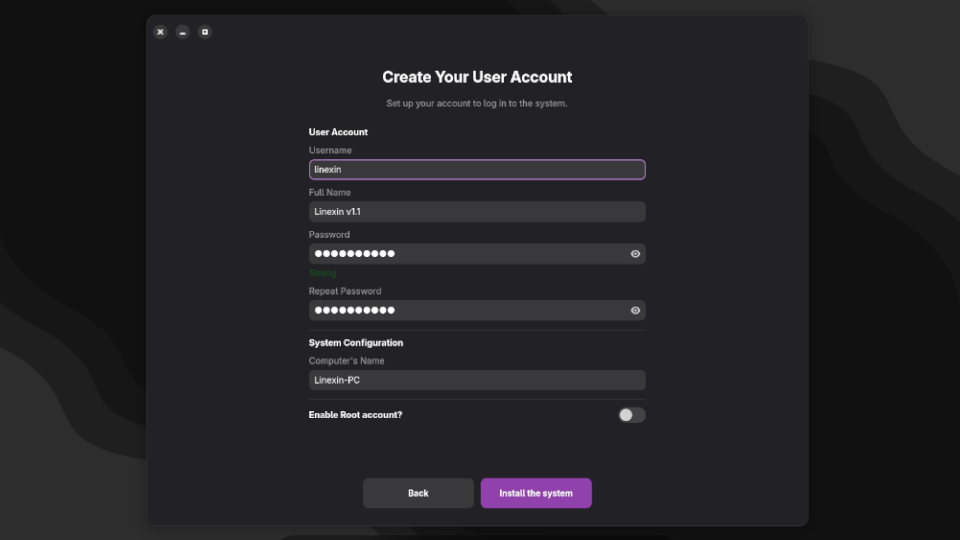 Create Your User Account
Set up your account to log in to the system.
User Account
Username
linexin
Full Name
Linexin v1.1
Password
●●●●●●●●●●
Strong
Repeat Password
●●●●●●●●●●
System Configuration
Computer's Name
Linexin-PC
Enable Root account?
Back
Install the system